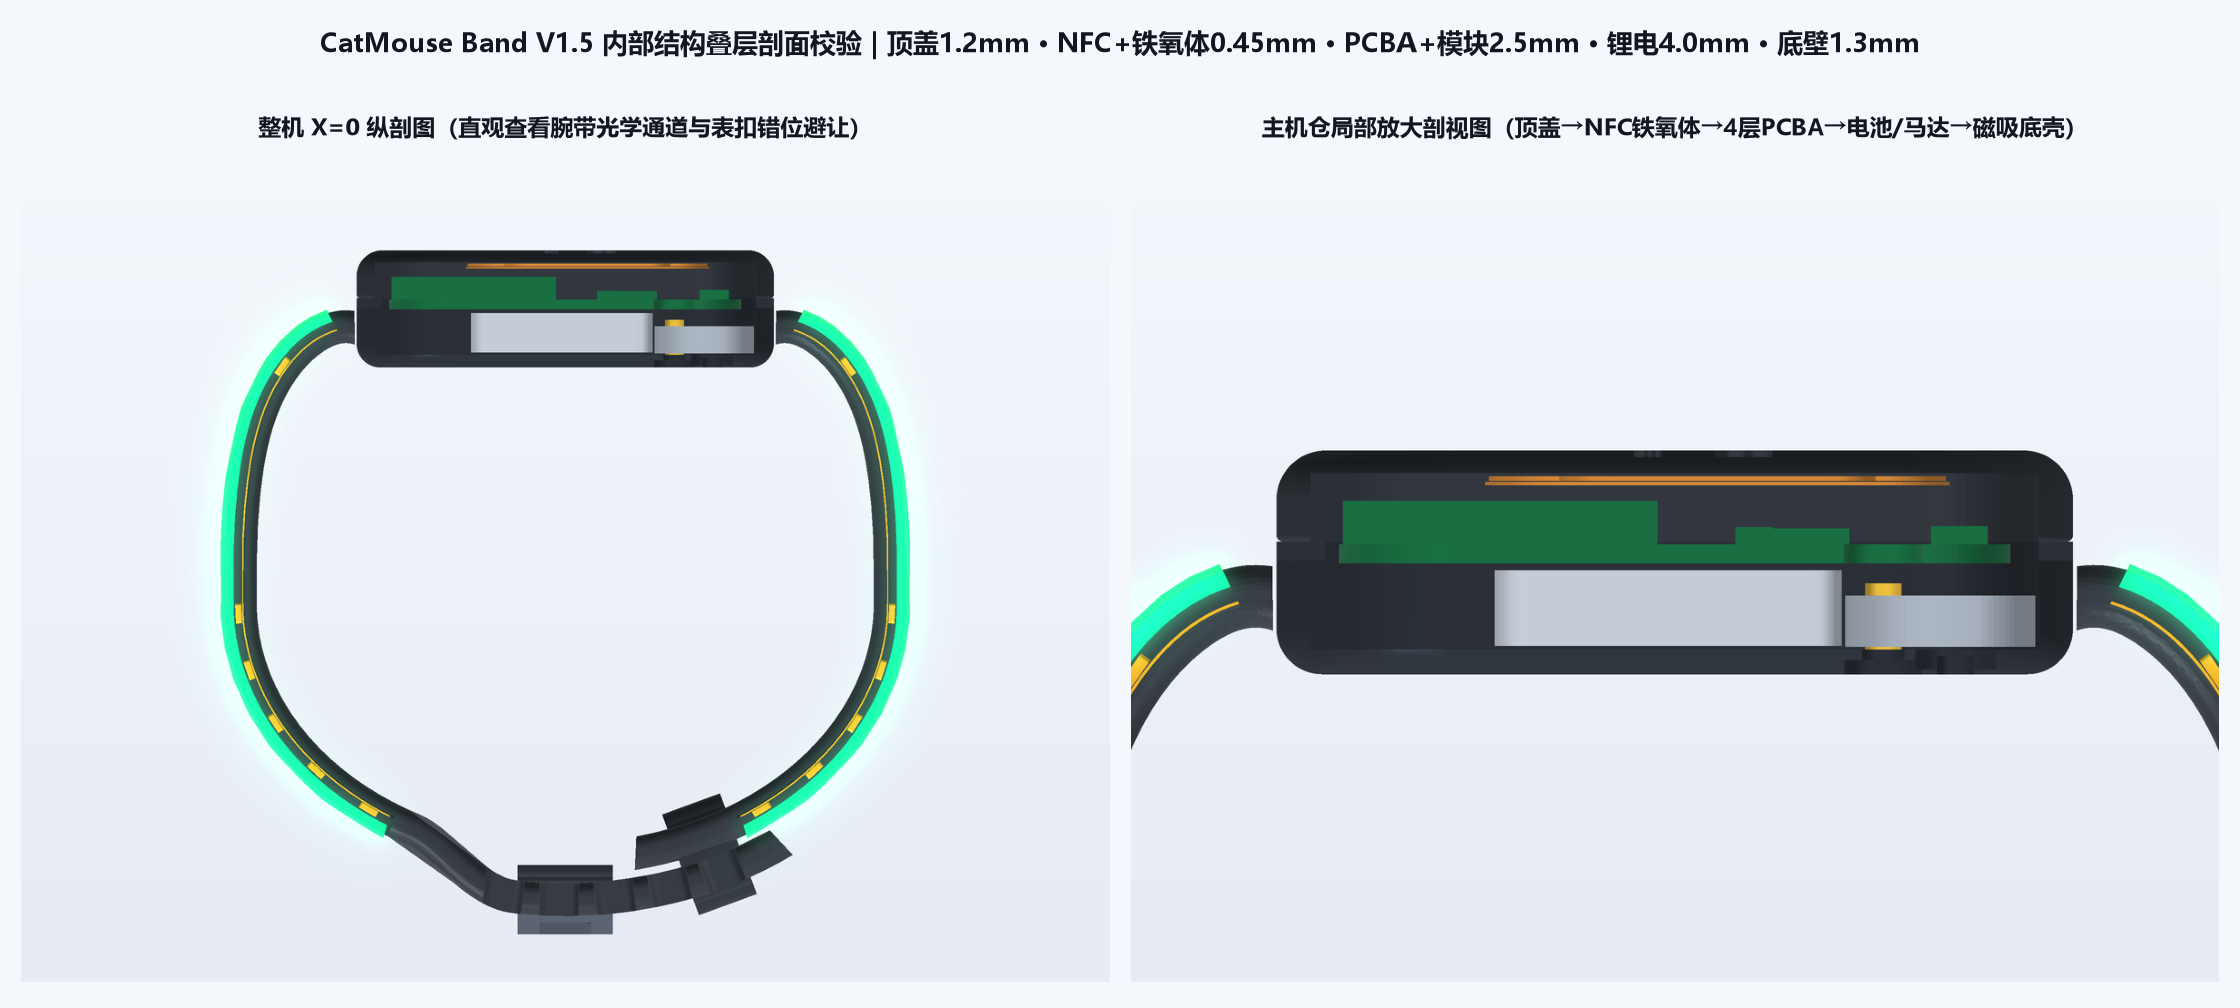 CatMouse Band V1.5 内部结构叠层剖面校验 | 顶盖1.2mm • NFC+铁氧体0.45mm • PCBA+模块2.5mm • 锂电4.0mm • 底壁1.3mm
整机 X=0 纵剖图（直观查看腕带光学通道与表扣错位避让）
主机仓局部放大剖视图（顶盖→NFC铁氧体→4层PCBA→电池/马达→磁吸底壳）